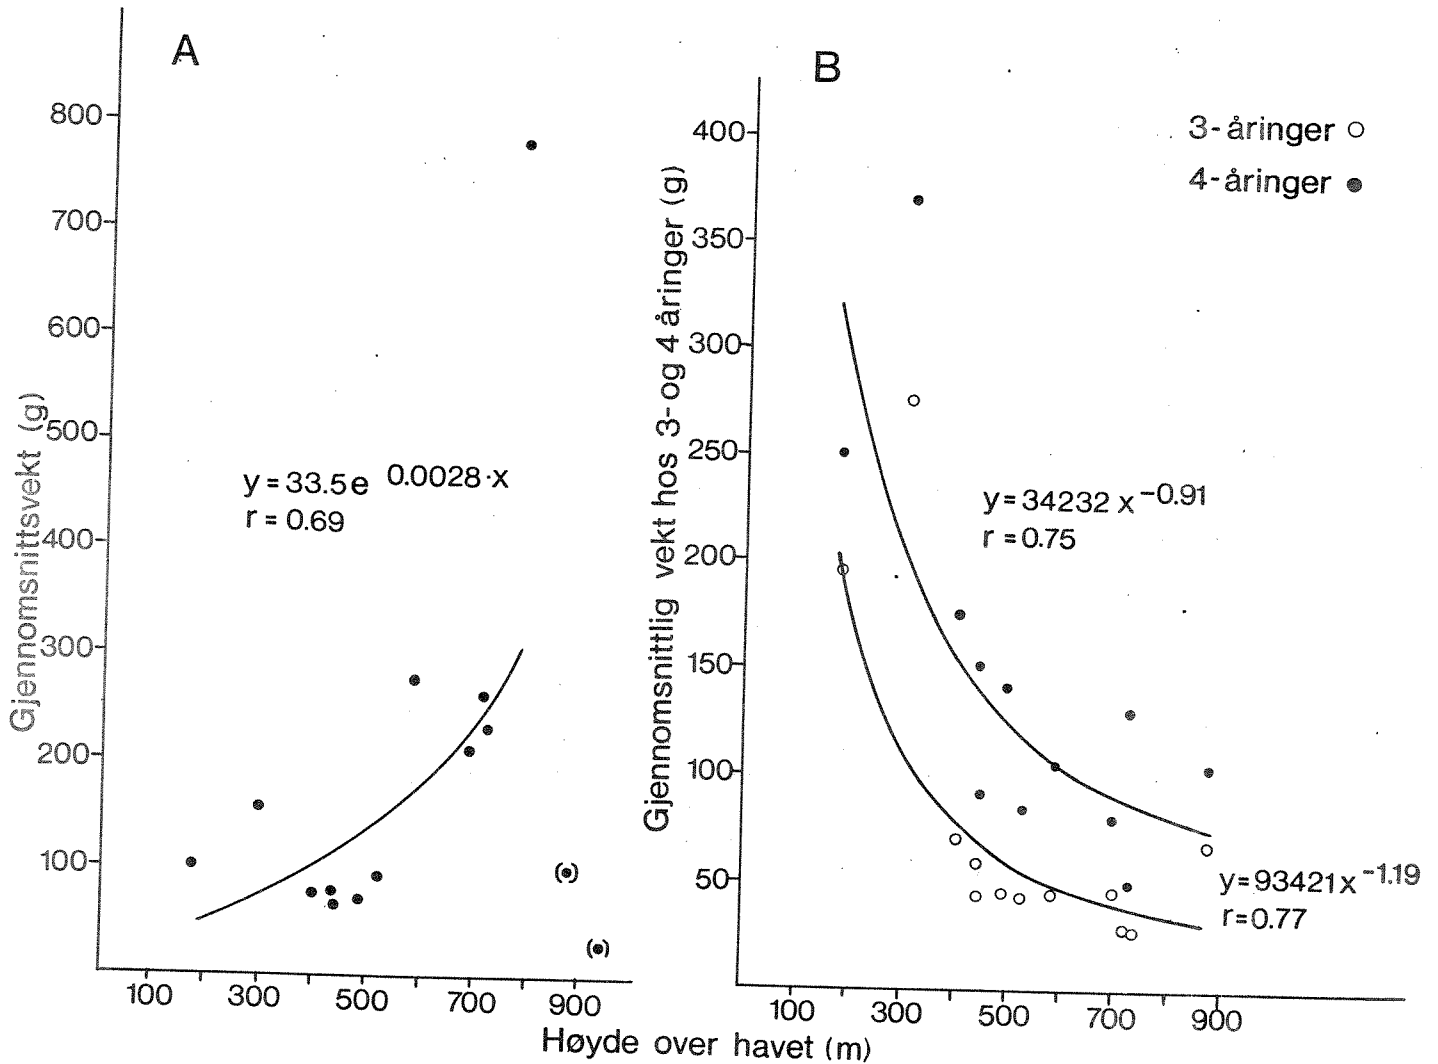 A
Gjennomsnittsvekt (g)
800
700
600
500
400
300
200
100
y = 33.5 e 0.0028·x
r = 0.69
100 300 500 700 900
B
3-åringer ○
4-åringer ●
Gjennomsnittlig vekt hos 3- og 4 åringer (g)
400
350
300
250
200
150
100
50
y = 34232 x −0.91
r = 0.75
y = 93421 x −1.19
r = 0.77
100 300 500 700 900
Høyde over havet (m)